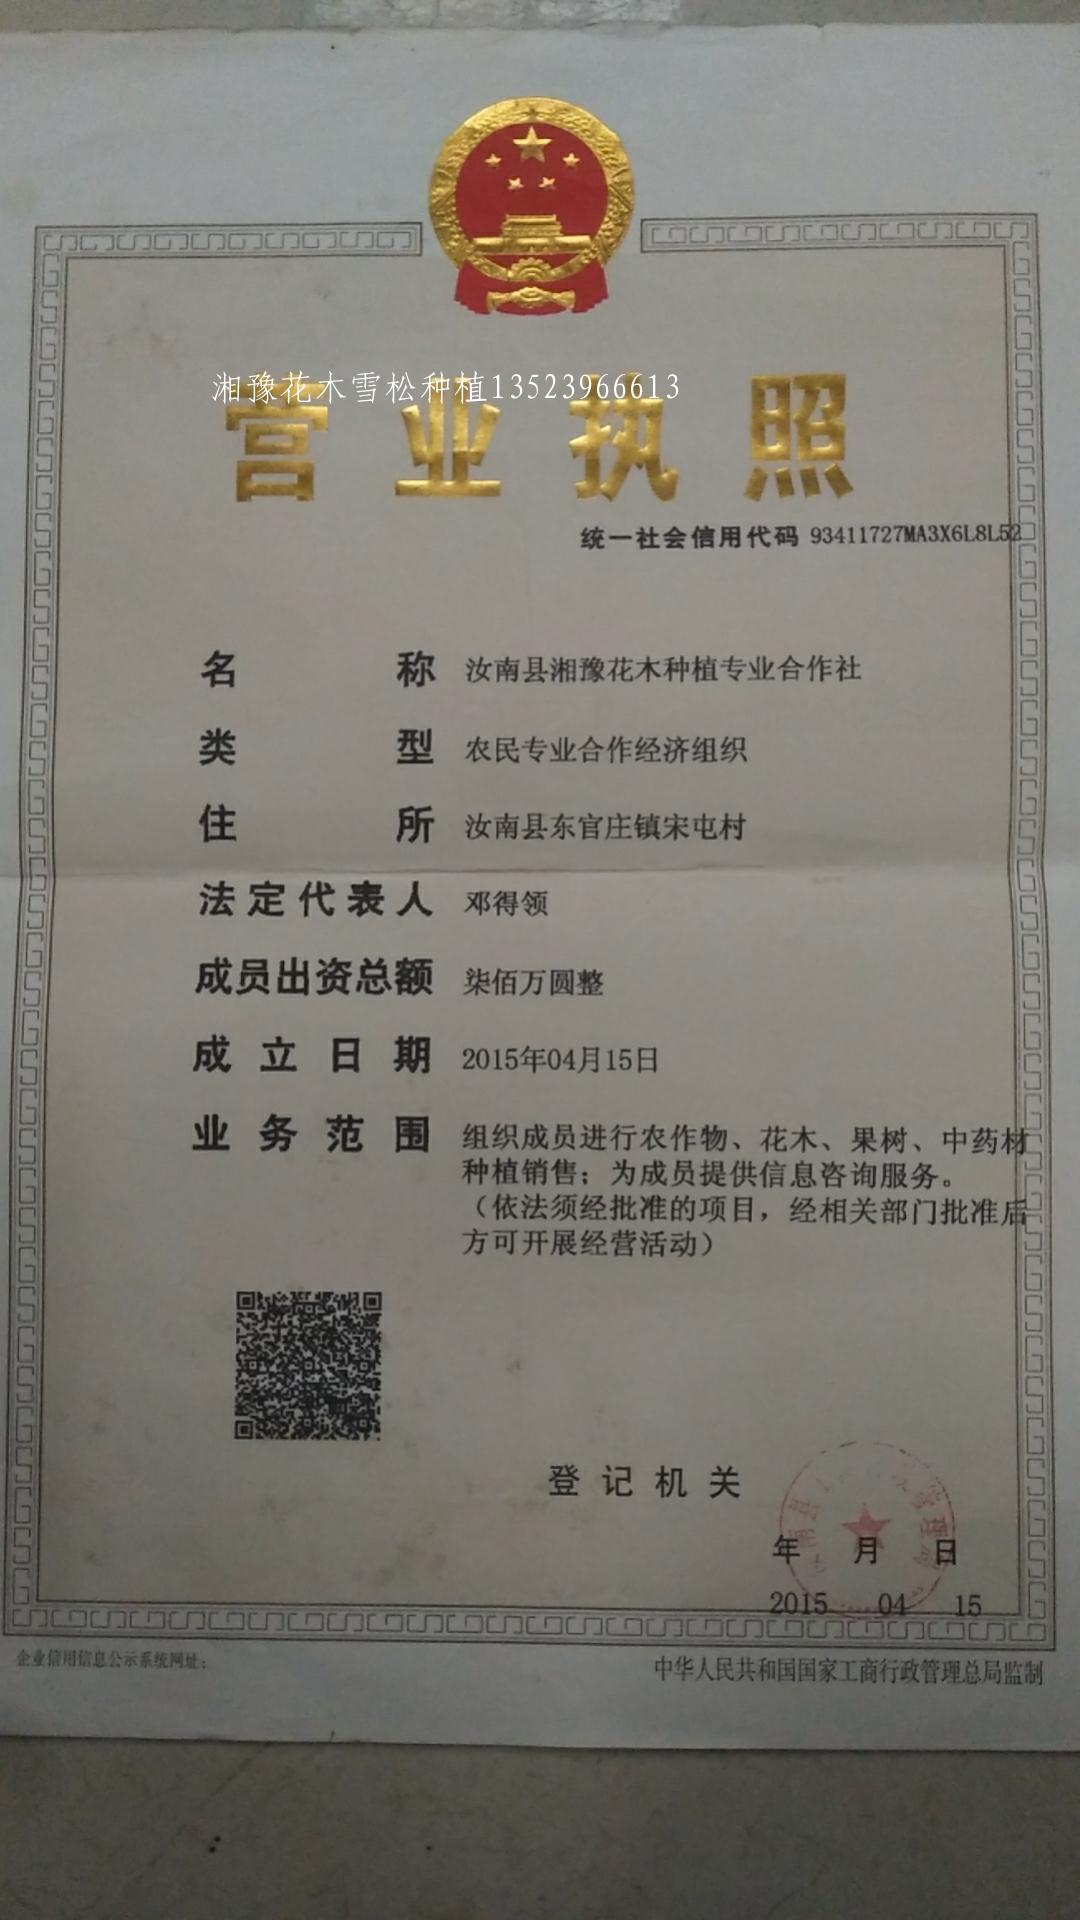 湘豫花木雪松种植13523966613
营业执照
统一社会信用代码 93411727MA3X6L8L52
名称 汝南县湘豫花木种植专业合作社
类型 农民专业合作经济组织
住所 汝南县东官庄镇宋屯村
法定代表人 邓得领
成员出资总额 柒佰万圆整
成立日期 2015年04月15日
业务范围 组织成员进行农作物、花木、果树、中药材
种植销售；为成员提供信息咨询服务。
（依法须经批准的项目，经相关部门批准后
方可开展经营活动）
登记机关
年 月 日
2015 04 15
企业信用信息公示系统网址：
中华人民共和国国家工商行政管理总局监制